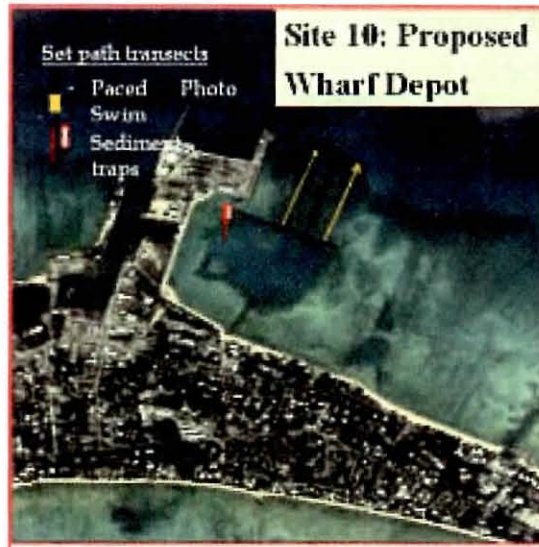 Site 10: Proposed
Wharf Depot
Set path transects
- Paced Photo
Swim
Sediment
traps